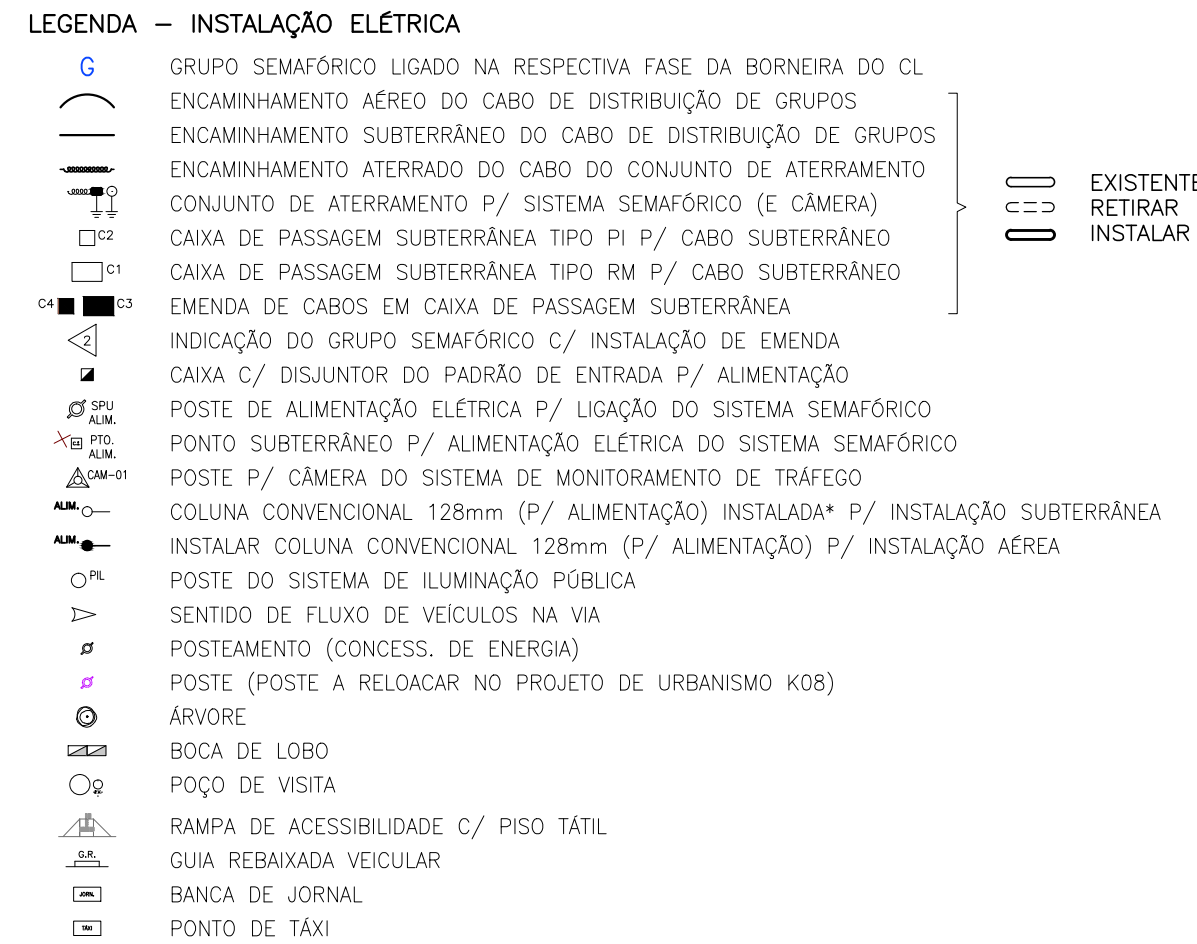 LEGENDA – INSTALAÇÃO ELÉTRICA
G GRUPO SEMAFÓRICO LIGADO NA RESPECTIVA FASE DA BORNEIRA DO CL
ENCAMINHAMENTO AÉREO DO CABO DE DISTRIBUIÇÃO DE GRUPOS
ENCAMINHAMENTO SUBTERRÂNEO DO CABO DE DISTRIBUIÇÃO DE GRUPOS
ENCAMINHAMENTO ATERRADO DO CABO DO CONJUNTO DE ATERRAMENTO
CONJUNTO DE ATERRAMENTO P/ SISTEMA SEMAFÓRICO (E CÂMERA)
C2 CAIXA DE PASSAGEM SUBTERRÂNEA TIPO PI P/ CABO SUBTERRÂNEO
C1 CAIXA DE PASSAGEM SUBTERRÂNEA TIPO RM P/ CABO SUBTERRÂNEO
C4 C3 EMENDA DE CABOS EM CAIXA DE PASSAGEM SUBTERRÂNEA
EXISTENTE
RETIRAR
INSTALAR
2 INDICAÇÃO DO GRUPO SEMAFÓRICO C/ INSTALAÇÃO DE EMENDA
CAIXA C/ DISJUNTOR DO PADRÃO DE ENTRADA P/ ALIMENTAÇÃO
SPU ALIM. POSTE DE ALIMENTAÇÃO ELÉTRICA P/ LIGAÇÃO DO SISTEMA SEMAFÓRICO
PTO. ALIM. PONTO SUBTERRÂNEO P/ ALIMENTAÇÃO ELÉTRICA DO SISTEMA SEMAFÓRICO
CAM-01 POSTE P/ CÂMERA DO SISTEMA DE MONITORAMENTO DE TRÁFEGO
ALIM. COLUNA CONVENCIONAL 128mm (P/ ALIMENTAÇÃO) INSTALADA* P/ INSTALAÇÃO SUBTERRÂNEA
ALIM. INSTALAR COLUNA CONVENCIONAL 128mm (P/ ALIMENTAÇÃO) P/ INSTALAÇÃO AÉREA
PIL POSTE DO SISTEMA DE ILUMINAÇÃO PÚBLICA
SENTIDO DE FLUXO DE VEÍCULOS NA VIA
POSTEAMENTO (CONCESS. DE ENERGIA)
POSTE (POSTE A RELOACAR NO PROJETO DE URBANISMO K08)
ÁRVORE
BOCA DE LOBO
POÇO DE VISITA
RAMPA DE ACESSIBILIDADE C/ PISO TÁTIL
G.R. GUIA REBAIXADA VEICULAR
JORN. BANCA DE JORNAL
TÁXI PONTO DE TÁXI